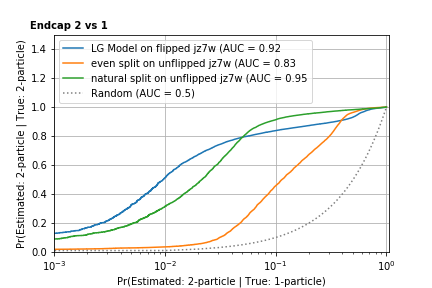 Endcap 2 vs 1
Pr(Estimated: 2-particle | True: 2-particle)
1.4
1.2
1.0
0.8
0.6
0.4
0.2
0.0
LG Model on flipped jz7w (AUC = 0.92
even split on unflipped jz7w (AUC = 0.83
natural split on unflipped jz7w (AUC = 0.95
Random (AUC = 0.5)
10⁻³ 10⁻² 10⁻¹ 10⁰
Pr(Estimated: 2-particle | True: 1-particle)